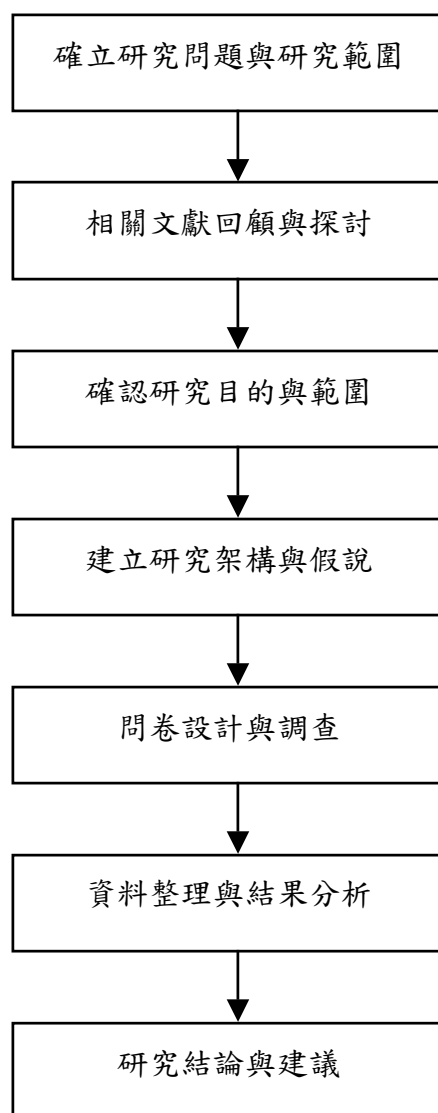 確立研究問題與研究範圍
相關文獻回顧與探討
確認研究目的與範圍
建立研究架構與假說
問卷設計與調查
資料整理與結果分析
研究結論與建議